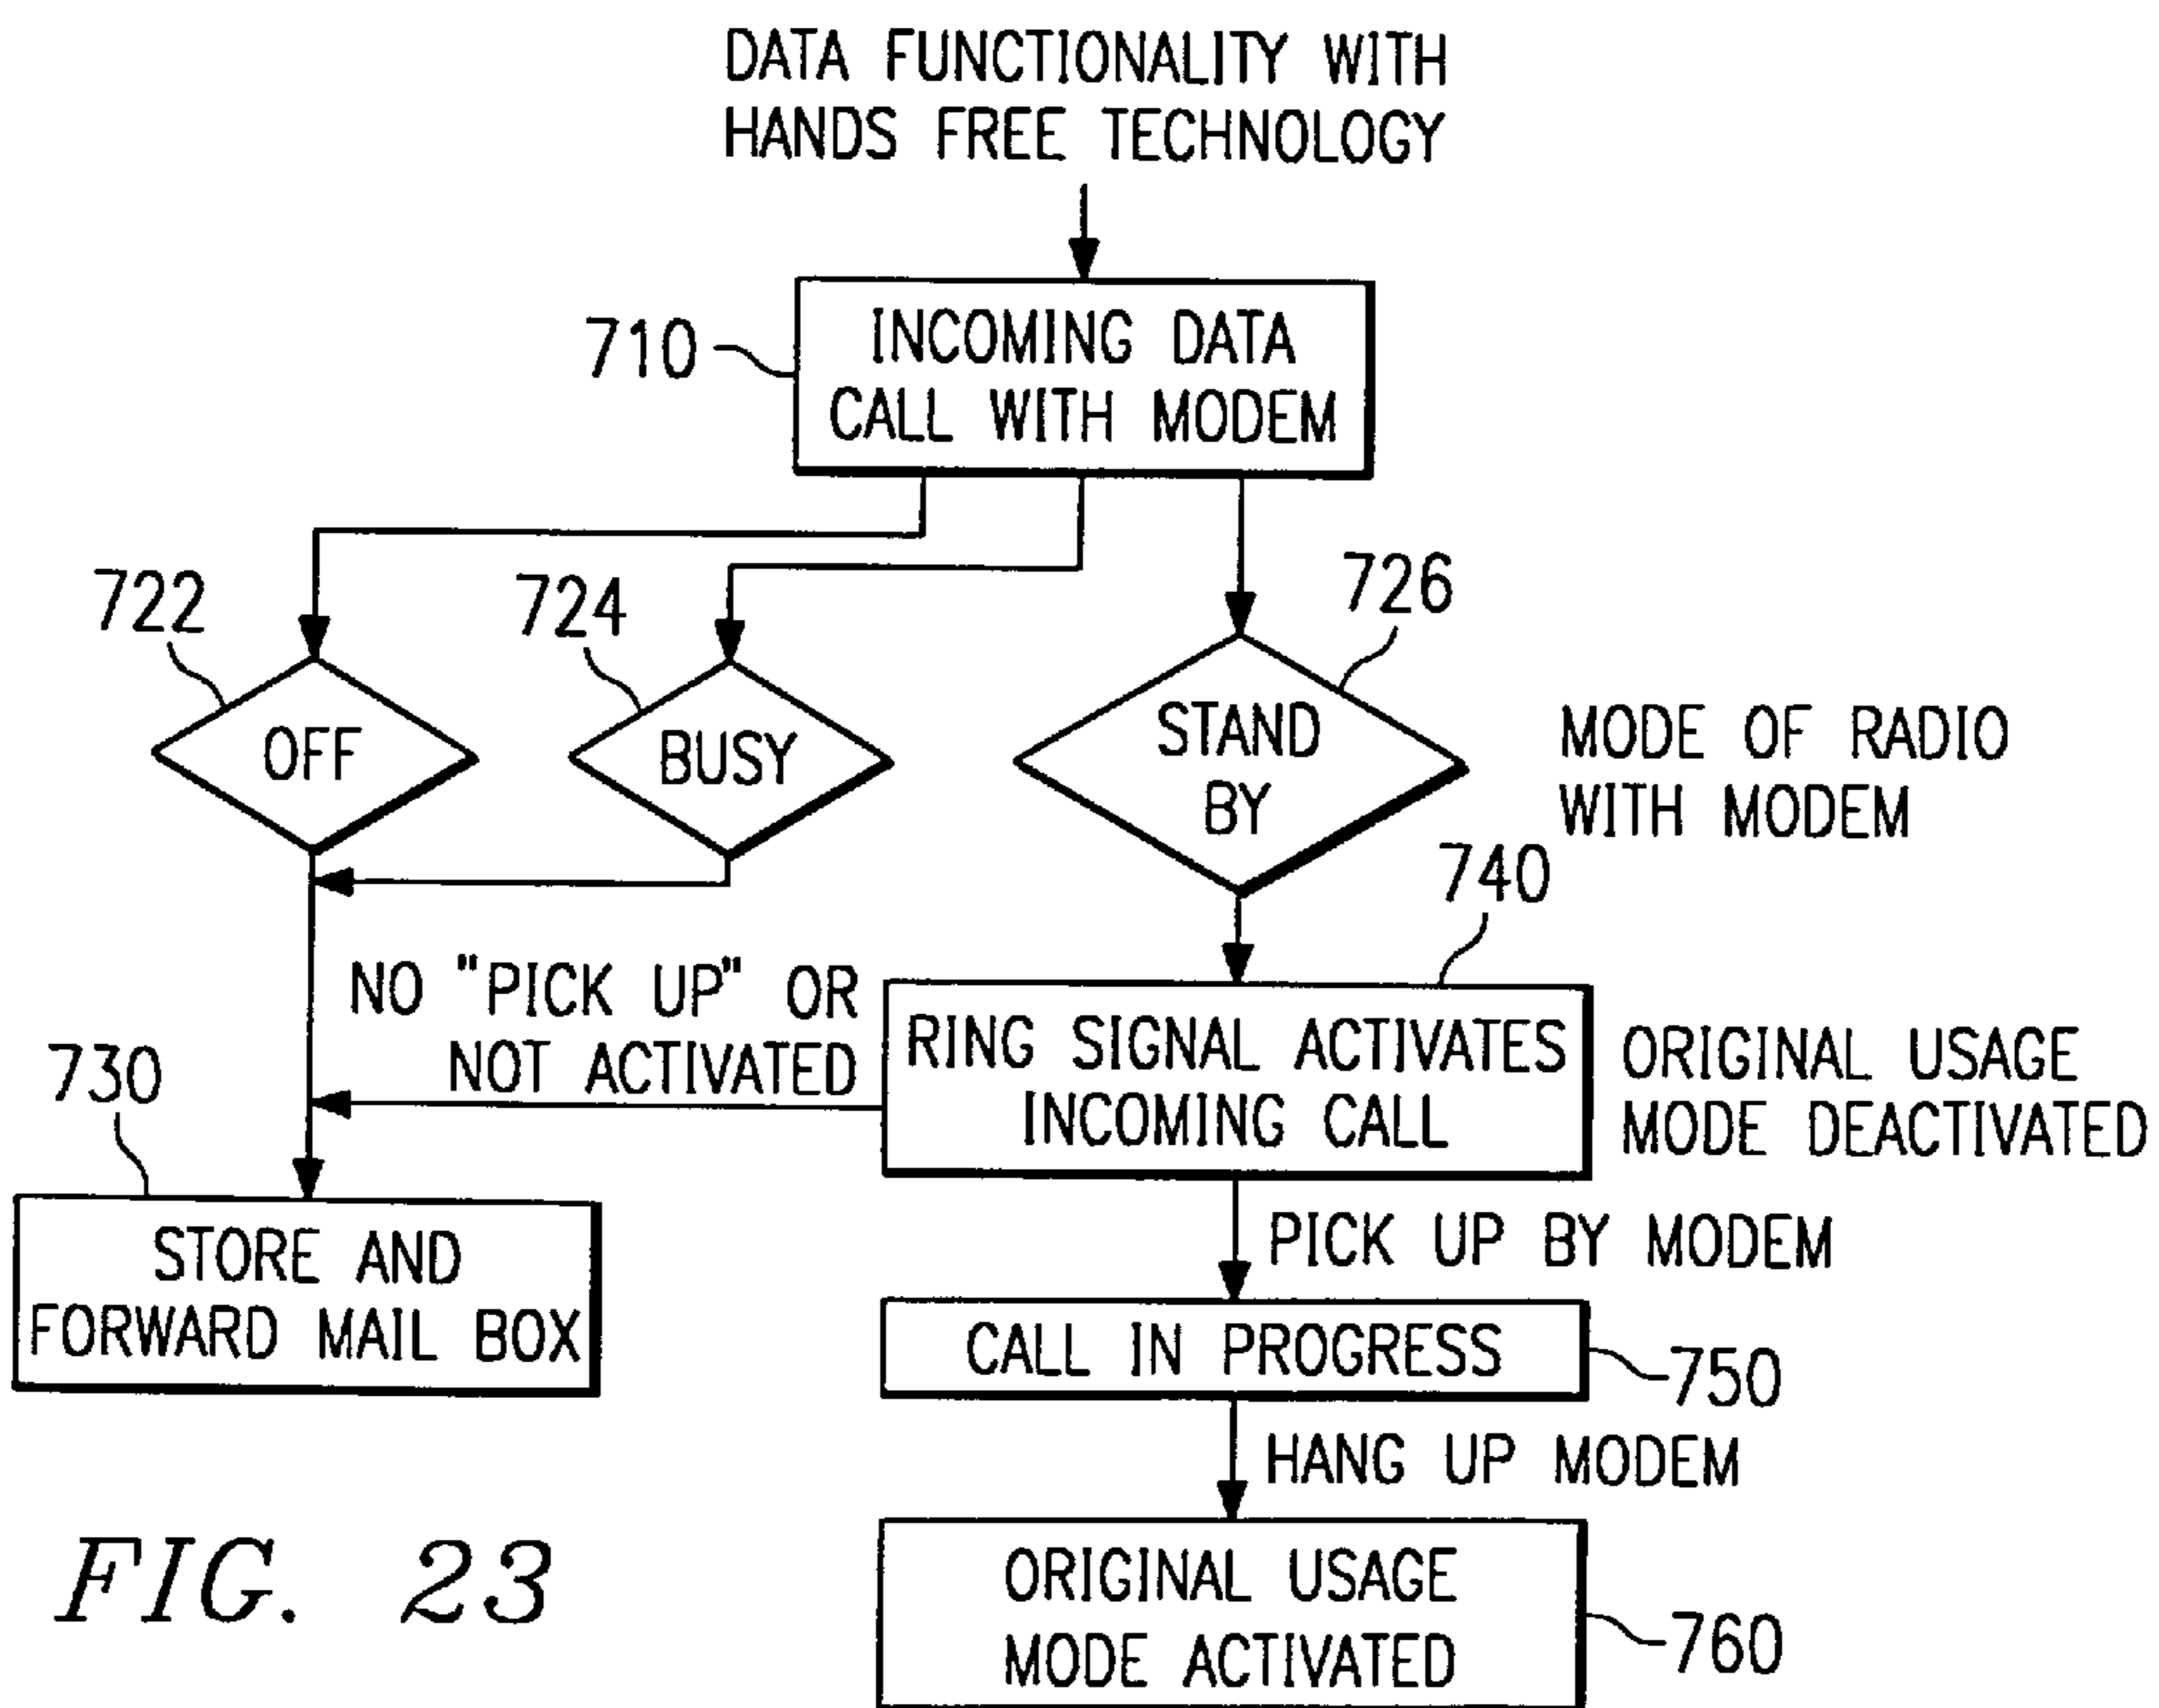 DATA FUNCTIONALITY WITH
HANDS FREE TECHNOLOGY
710
INCOMING DATA
CALL WITH MODEM
722
724
726
OFF
BUSY
STAND
BY
MODE OF RADIO
WITH MODEM
740
NO "PICK UP" OR
NOT ACTIVATED
RING SIGNAL ACTIVATES
INCOMING CALL
ORIGINAL USAGE
MODE DEACTIVATED
730
STORE AND
FORWARD MAIL BOX
PICK UP BY MODEM
CALL IN PROGRESS
750
HANG UP MODEM
ORIGINAL USAGE
MODE ACTIVATED
760
FIG. 23